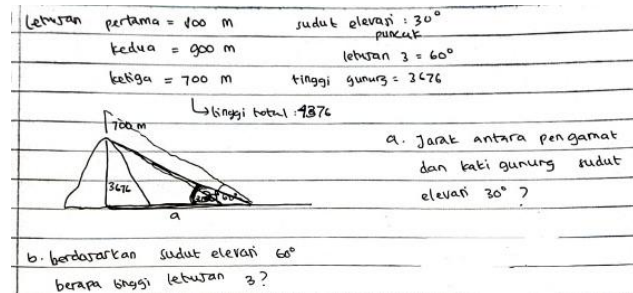 Letusan pertama = 800 m sudut elevasi : 30°
puncak
kedua = 900 m letusan 3 = 60°
ketiga = 700 m tinggi gunung = 3676
↳ tinggi total : 4376
700 m
a. Jarak antara pengamat
dan kaki gunung sudut
elevasi 30° ?
3676
60°
a
b. berdasarkan sudut elevasi 60°
berapa tinggi letusan 3 ?